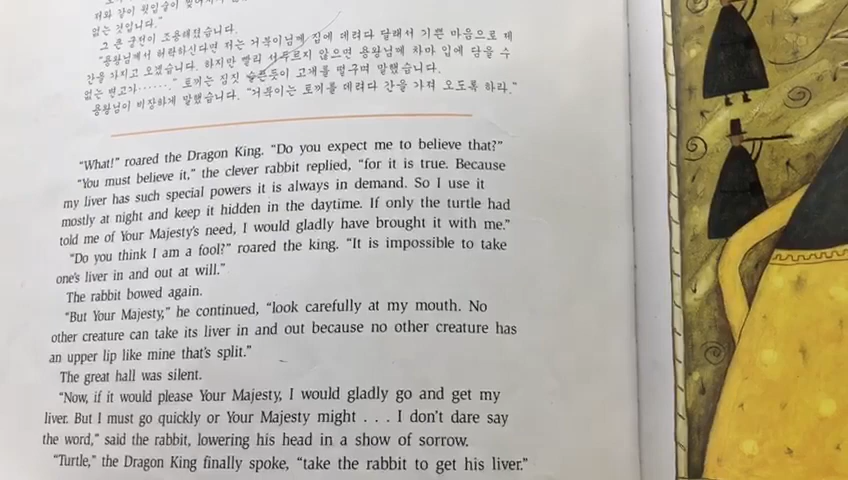 없는 것입니다."
그 큰 궁전이 조용해졌습니다.
"용왕님께서 허락하신다면 저는 거북이님께 집에 데려다 달래서 기쁜 마음으로 제
간을 가지고 오겠습니다. 하지만 빨리 서두르지 않으면 용왕님께 차마 입에 담을 수
없는 변고가......." 토끼는 짐짓 슬픈듯이 고개를 떨구며 말했습니다.
용왕님이 비장하게 말했습니다. "거북이는 토끼를 데려다 간을 가져 오도록 하라."
"What!" roared the Dragon King. "Do you expect me to believe that?"
"You must believe it," the clever rabbit replied, "for it is true. Because
my liver has such special powers it is always in demand. So I use it
mostly at night and keep it hidden in the daytime. If only the turtle had
told me of Your Majesty's need, I would gladly have brought it with me."
"Do you think I am a fool?" roared the king. "It is impossible to take
one's liver in and out at will."
The rabbit bowed again.
"But Your Majesty," he continued, "look carefully at my mouth. No
other creature can take its liver in and out because no other creature has
an upper lip like mine that's split."
The great hall was silent.
"Now, if it would please Your Majesty, I would gladly go and get my
liver. But I must go quickly or Your Majesty might . . . I don't dare say
the word," said the rabbit, lowering his head in a show of sorrow.
"Turtle," the Dragon King finally spoke, "take the rabbit to get his liver."